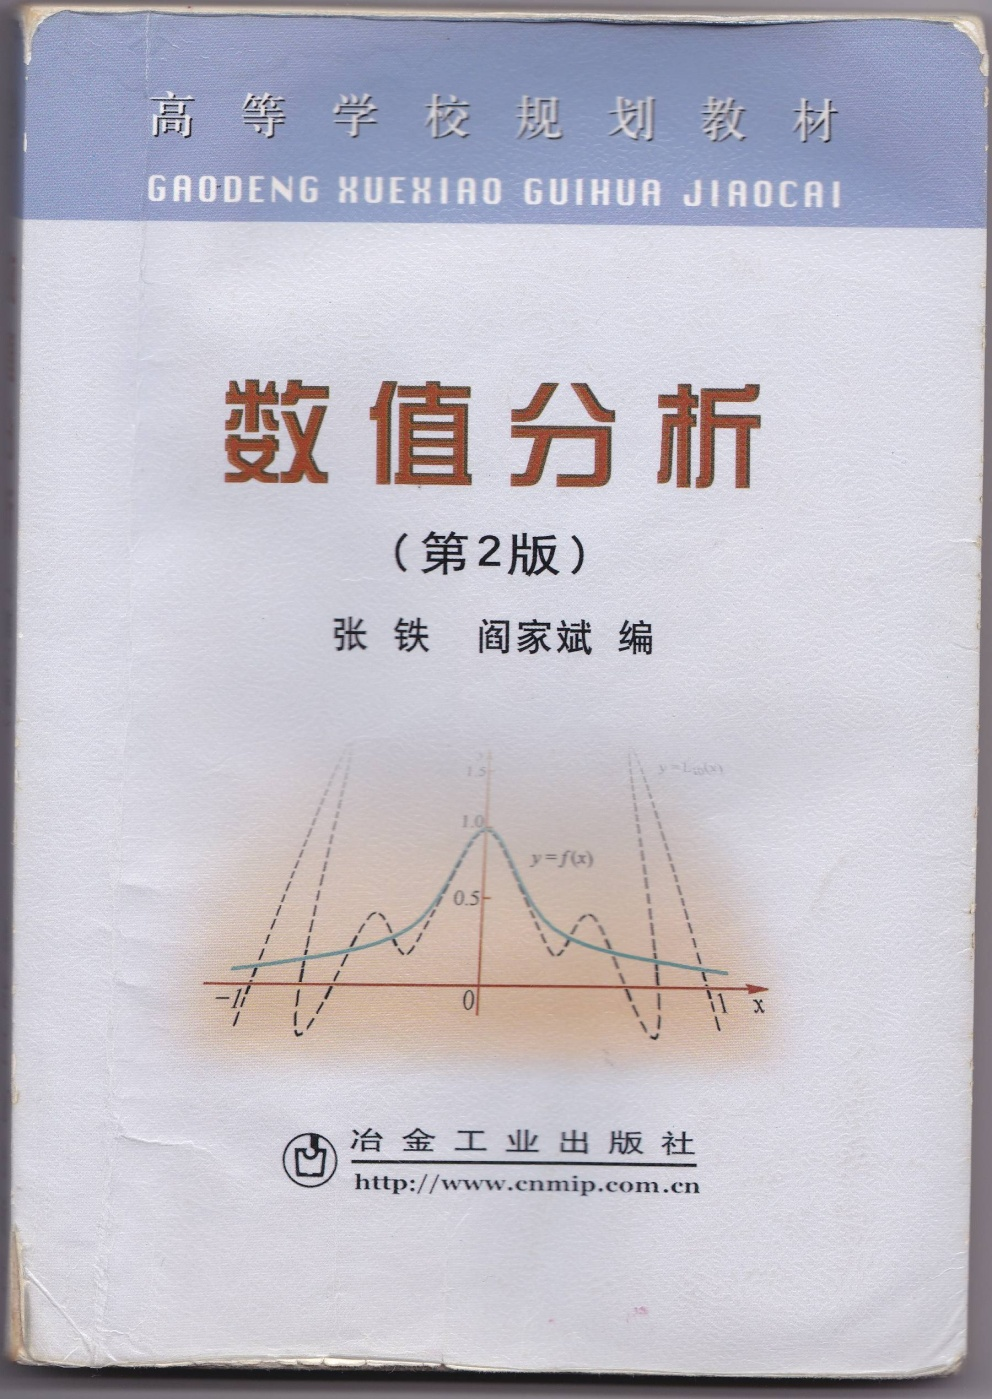 高等学校规划教材
GAODENG XUEXIAO GUIHUA JIAOCAI
数值分析
（第2版）
张 铁 阎家斌 编
1.5
y=L₁₀(x)
1.0
y=f(x)
0.5
-1
0
1
x
冶金工业出版社
http://www.cnmip.com.cn